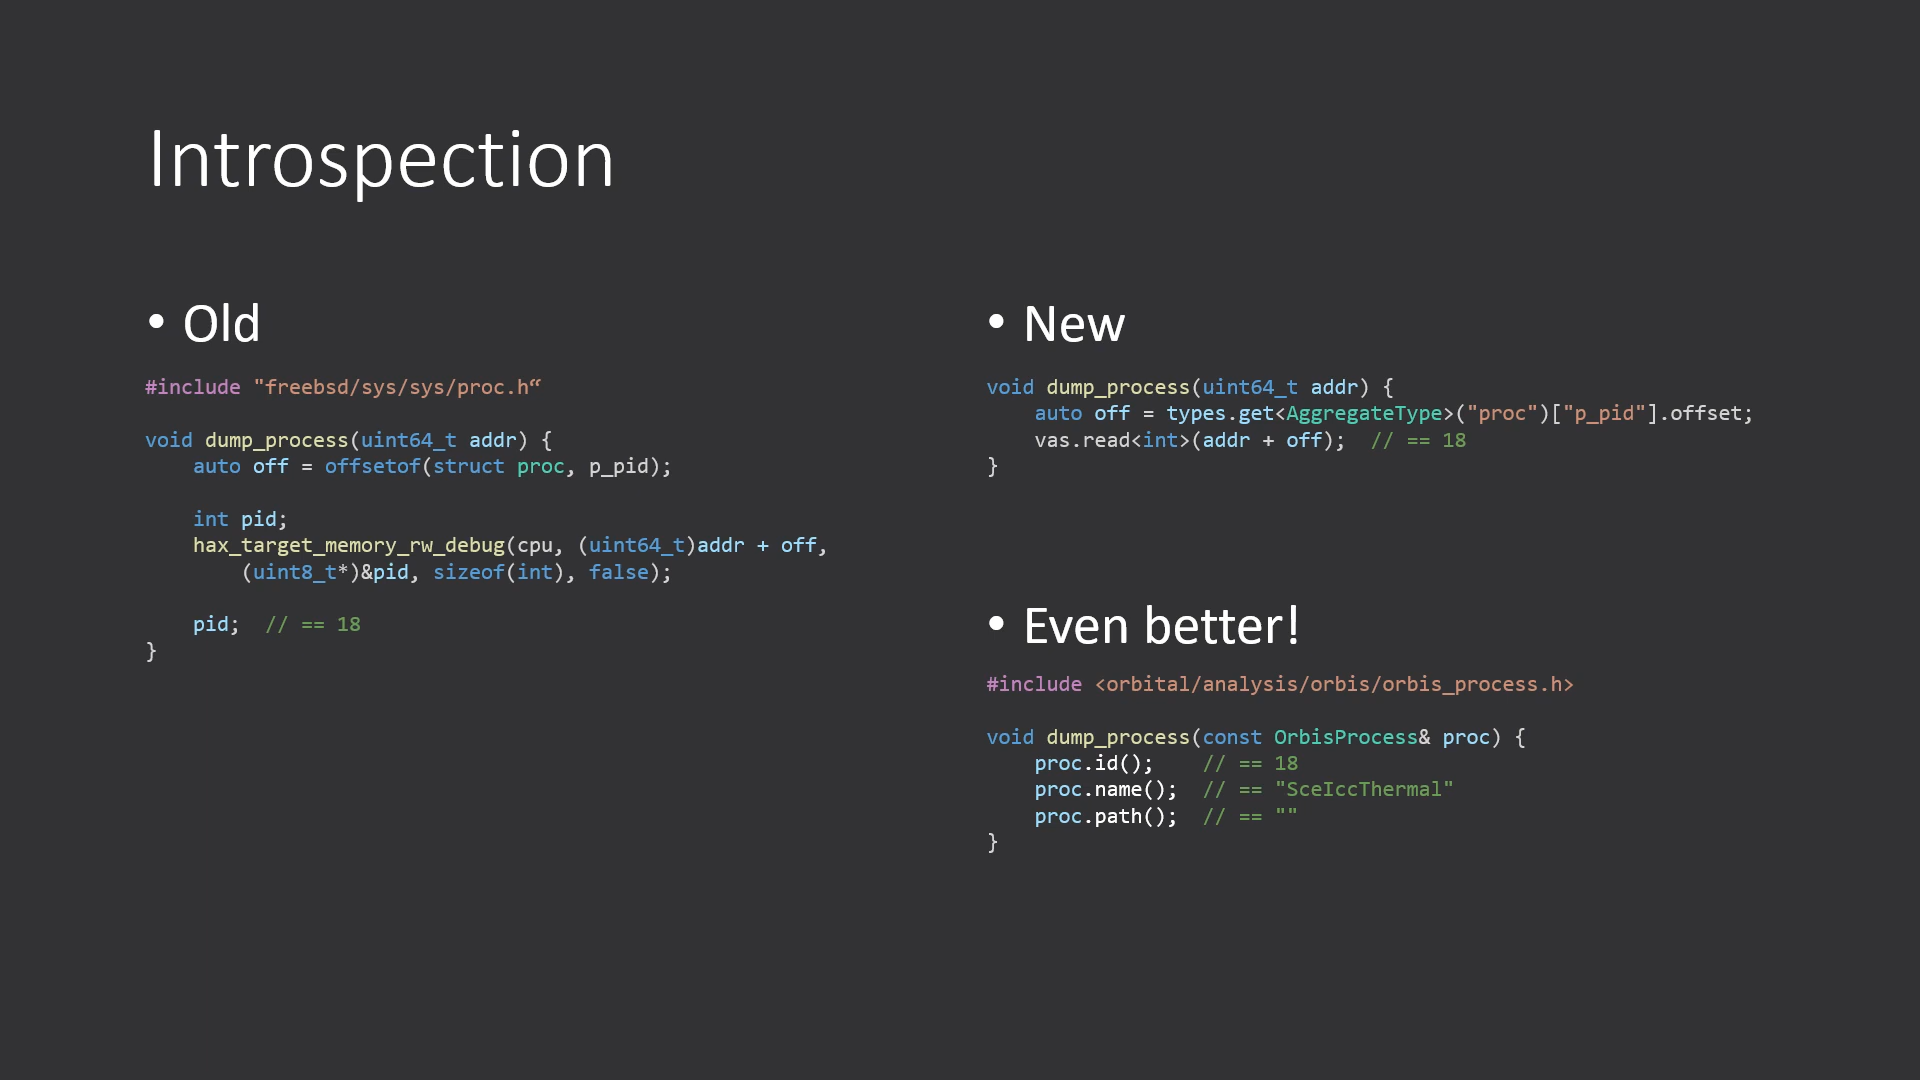 Introspection
• Old
#include "freebsd/sys/sys/proc.h“
void dump_process(uint64_t addr) {
    auto off = offsetof(struct proc, p_pid);
    int pid;
    hax_target_memory_rw_debug(cpu, (uint64_t)addr + off,
        (uint8_t*)&pid, sizeof(int), false);
    pid;  // == 18
}
• New
void dump_process(uint64_t addr) {
    auto off = types.get<AggregateType>("proc")["p_pid"].offset;
    vas.read<int>(addr + off);  // == 18
}
• Even better!
#include <orbital/analysis/orbis/orbis_process.h>
void dump_process(const OrbisProcess& proc) {
    proc.id();    // == 18
    proc.name();  // == "SceIccThermal"
    proc.path();  // == ""
}